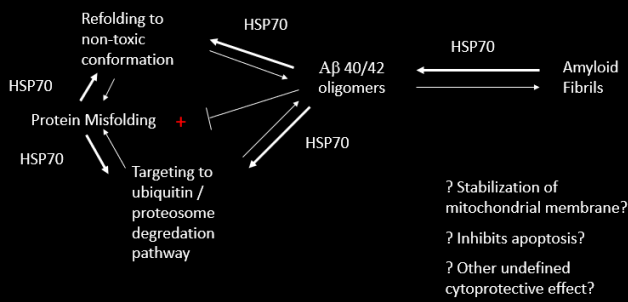 Refolding to
non-toxic
conformation
HSP70
HSP70
Aβ 40/42
oligomers
HSP70
Amyloid
Fibrils
HSP70
Protein Misfolding
+
HSP70
HSP70
Targeting to
ubiquitin /
proteosome
degredation
pathway
? Stabilization of
mitochondrial membrane?
? Inhibits apoptosis?
? Other undefined
cytoprotective effect?